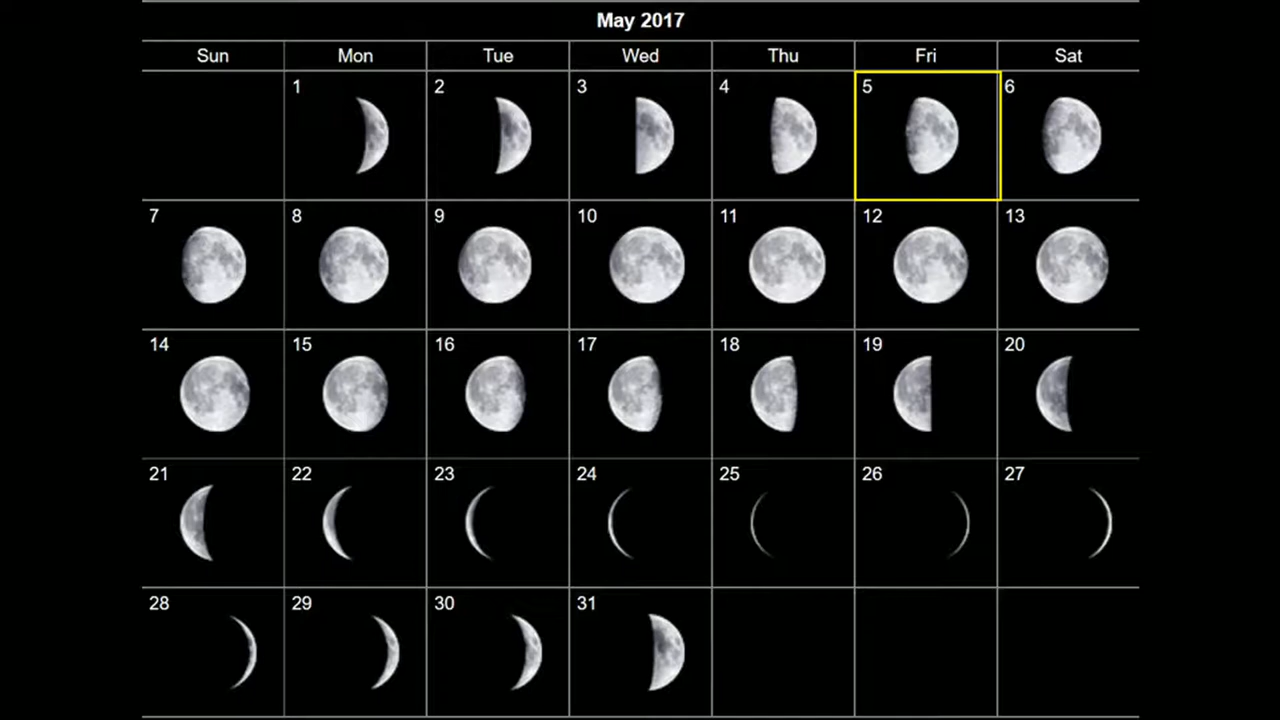 May 2017
Sun Mon Tue Wed Thu Fri Sat
1 2 3 4 5 6
7 8 9 10 11 12 13
14 15 16 17 18 19 20
21 22 23 24 25 26 27
28 29 30 31